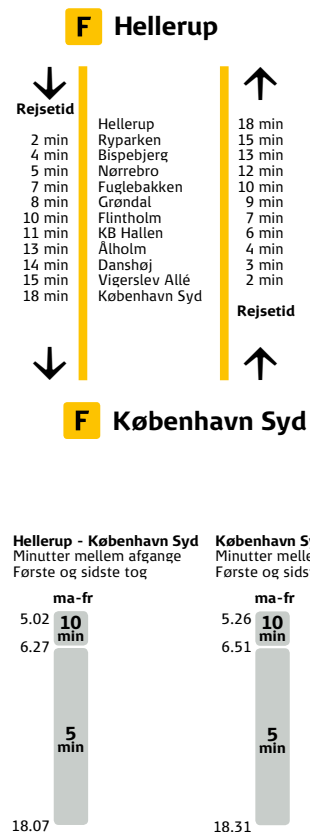 F Hellerup
Rejsetid
Hellerup 18 min
2 min Ryparken 15 min
4 min Bispebjerg 13 min
5 min Nørrebro 12 min
7 min Fuglebakken 10 min
8 min Grøndal 9 min
10 min Flintholm 7 min
11 min KB Hallen 6 min
13 min Ålholm 4 min
14 min Danshøj 3 min
15 min Vigerslev Allé 2 min
18 min København Syd
Rejsetid
F København Syd
Hellerup - København Syd
Minutter mellem afgange
Første og sidste tog
ma-fr
5.02
10 min
6.27
5 min
18.07
København
Minutter
Første og
ma-fr
5.26
10 min
6.51
5 min
18.31